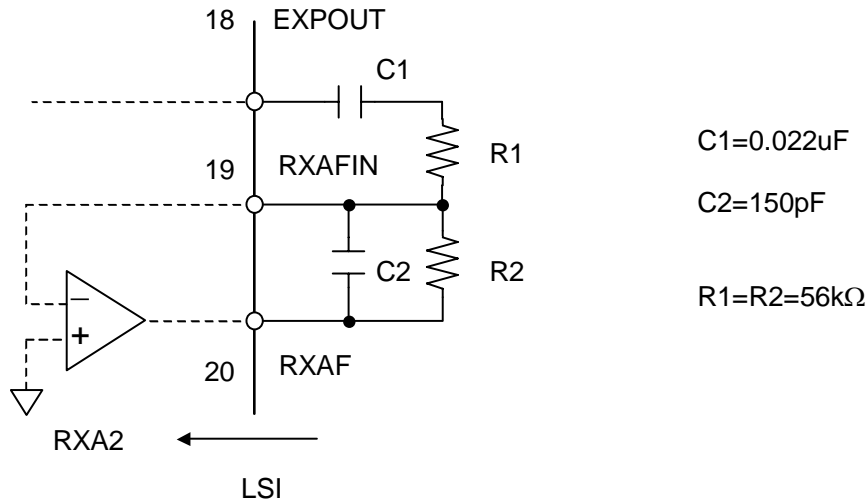 18 EXPOUT
C1
R1
C1=0.022uF
19 RXAFIN
C2=150pF
C2
R2
R1=R2=56kΩ
−
+
20 RXAF
RXA2
LSI